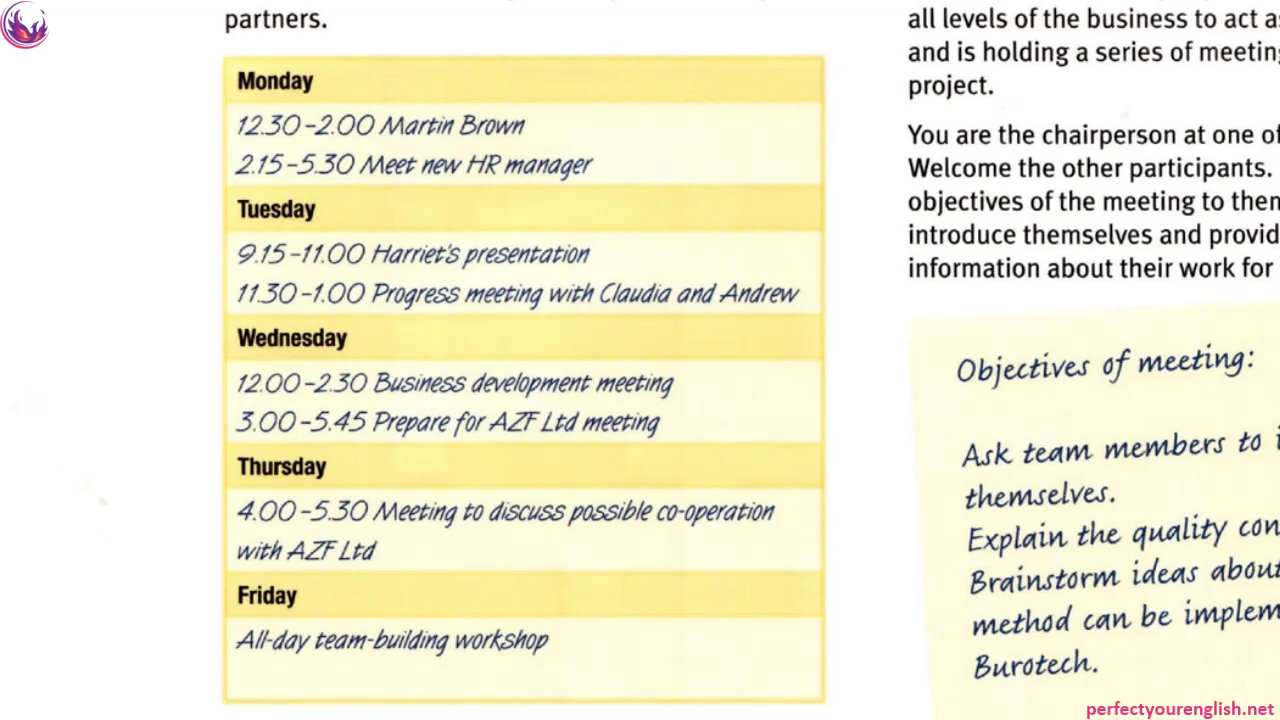 partners.
Monday
12.30–2.00 Martin Brown
2.15–5.30 Meet new HR manager
Tuesday
9.15–11.00 Harriet's presentation
11.30–1.00 Progress meeting with Claudia and Andrew
Wednesday
12.00–2.30 Business development meeting
3.00–5.45 Prepare for AZF Ltd meeting
Thursday
4.00–5.30 Meeting to discuss possible co-operation
with AZF Ltd
Friday
All-day team-building workshop
all levels of the business to act
and is holding a series of
project.
You are the chairperson at one of
Welcome the other participants.
objectives of the meeting to
introduce themselves and
information about their work for
Objectives of meeting:
Ask team members to
themselves.
Explain the quality
Brainstorm ideas
method can be
Burotech.
perfectyourenglish.net